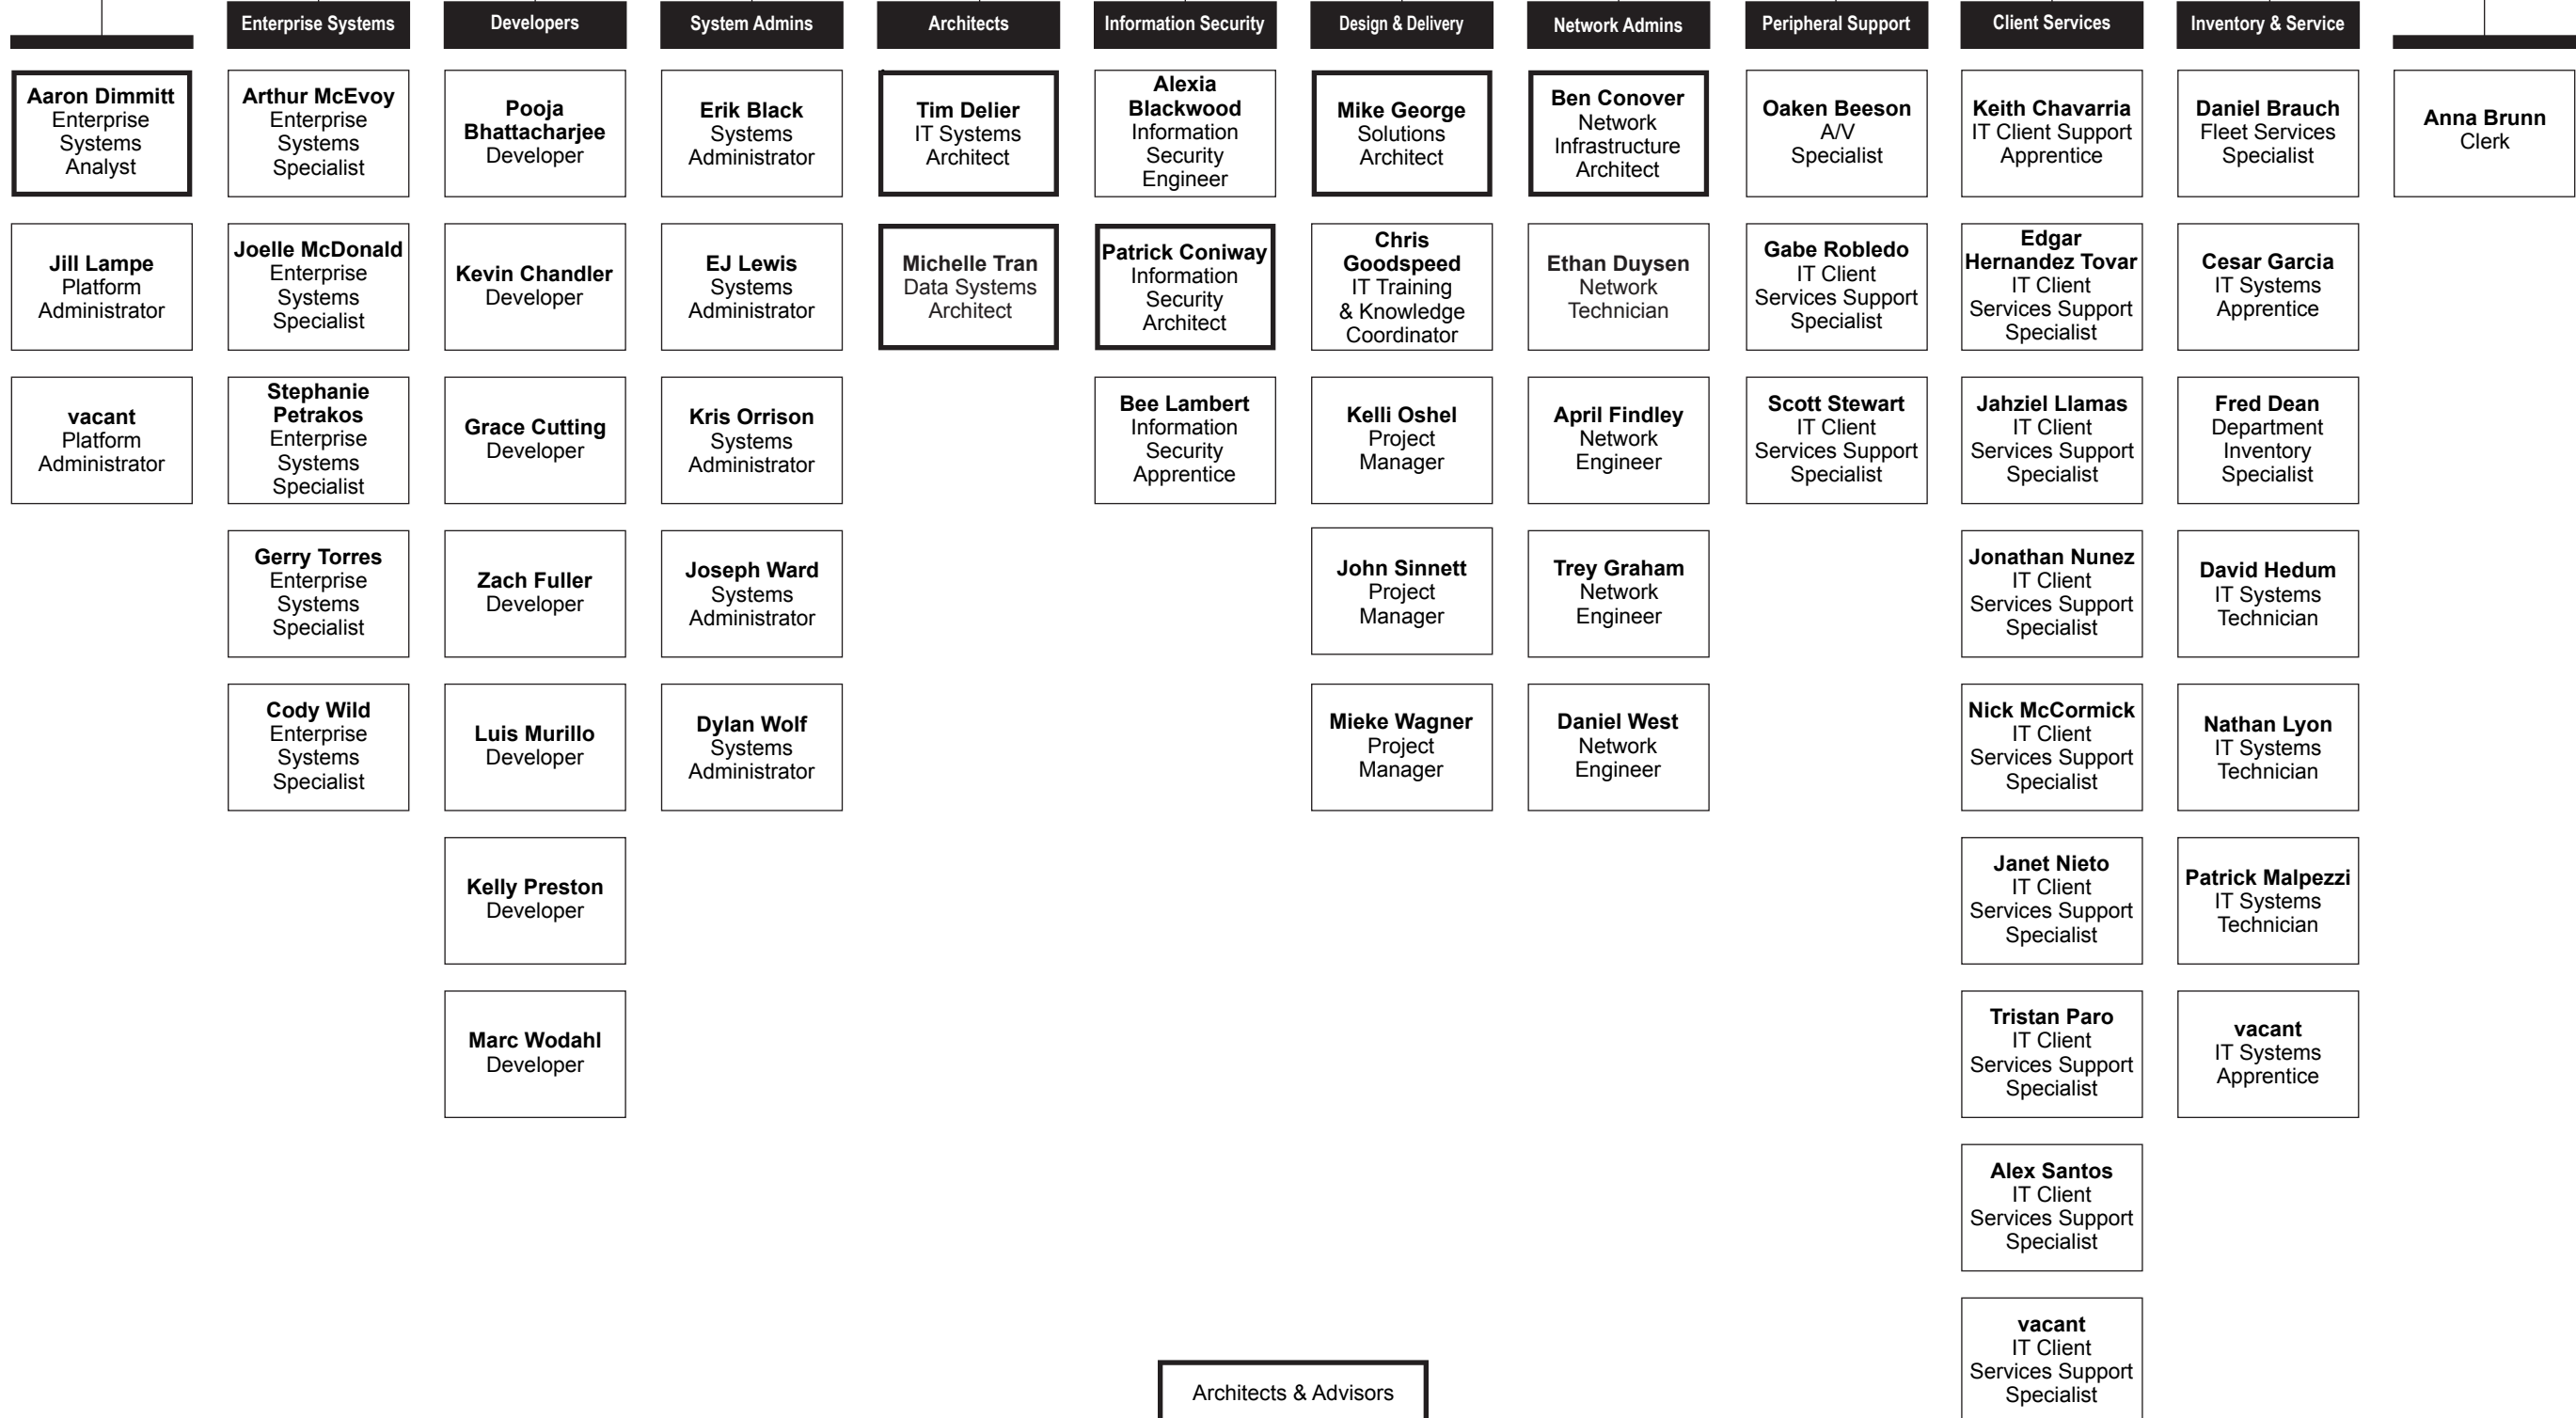 Enterprise Systems
Developers
System Admins
Architects
Information Security
Design & Delivery
Network Admins
Peripheral Support
Client Services
Inventory & Service
Aaron Dimmitt
Enterprise
Systems
Analyst
Jill Lampe
Platform
Administrator
vacant
Platform
Administrator
Arthur McEvoy
Enterprise
Systems
Specialist
Joelle McDonald
Enterprise
Systems
Specialist
Stephanie
Petrakos
Enterprise
Systems
Specialist
Gerry Torres
Enterprise
Systems
Specialist
Cody Wild
Enterprise
Systems
Specialist
Pooja
Bhattacharjee
Developer
Kevin Chandler
Developer
Grace Cutting
Developer
Zach Fuller
Developer
Luis Murillo
Developer
Kelly Preston
Developer
Marc Wodahl
Developer
Erik Black
Systems
Administrator
EJ Lewis
Systems
Administrator
Kris Orrison
Systems
Administrator
Joseph Ward
Systems
Administrator
Dylan Wolf
Systems
Administrator
Tim Delier
IT Systems
Architect
Michelle Tran
Data Systems
Architect
Alexia
Blackwood
Information
Security
Engineer
Patrick Coniway
Information
Security
Architect
Bee Lambert
Information
Security
Apprentice
Mike George
Solutions
Architect
Chris
Goodspeed
IT Training
& Knowledge
Coordinator
Kelli Oshel
Project
Manager
John Sinnett
Project
Manager
Mieke Wagner
Project
Manager
Ben Conover
Network
Infrastructure
Architect
Ethan Duysen
Network
Technician
April Findley
Network
Engineer
Trey Graham
Network
Engineer
Daniel West
Network
Engineer
Oaken Beeson
A/V
Specialist
Gabe Robledo
IT Client
Services Support
Specialist
Scott Stewart
IT Client
Services Support
Specialist
Keith Chavarria
IT Client Support
Apprentice
Edgar
Hernandez Tovar
IT Client
Services Support
Specialist
Jahziel Llamas
IT Client
Services Support
Specialist
Jonathan Nunez
IT Client
Services Support
Specialist
Nick McCormick
IT Client
Services Support
Specialist
Janet Nieto
IT Client
Services Support
Specialist
Tristan Paro
IT Client
Services Support
Specialist
Alex Santos
IT Client
Services Support
Specialist
vacant
IT Client
Services Support
Specialist
Daniel Brauch
Fleet Services
Specialist
Cesar Garcia
IT Systems
Apprentice
Fred Dean
Department
Inventory
Specialist
David Hedum
IT Systems
Technician
Nathan Lyon
IT Systems
Technician
Patrick Malpezzi
IT Systems
Technician
vacant
IT Systems
Apprentice
Anna Brunn
Clerk
Architects & Advisors